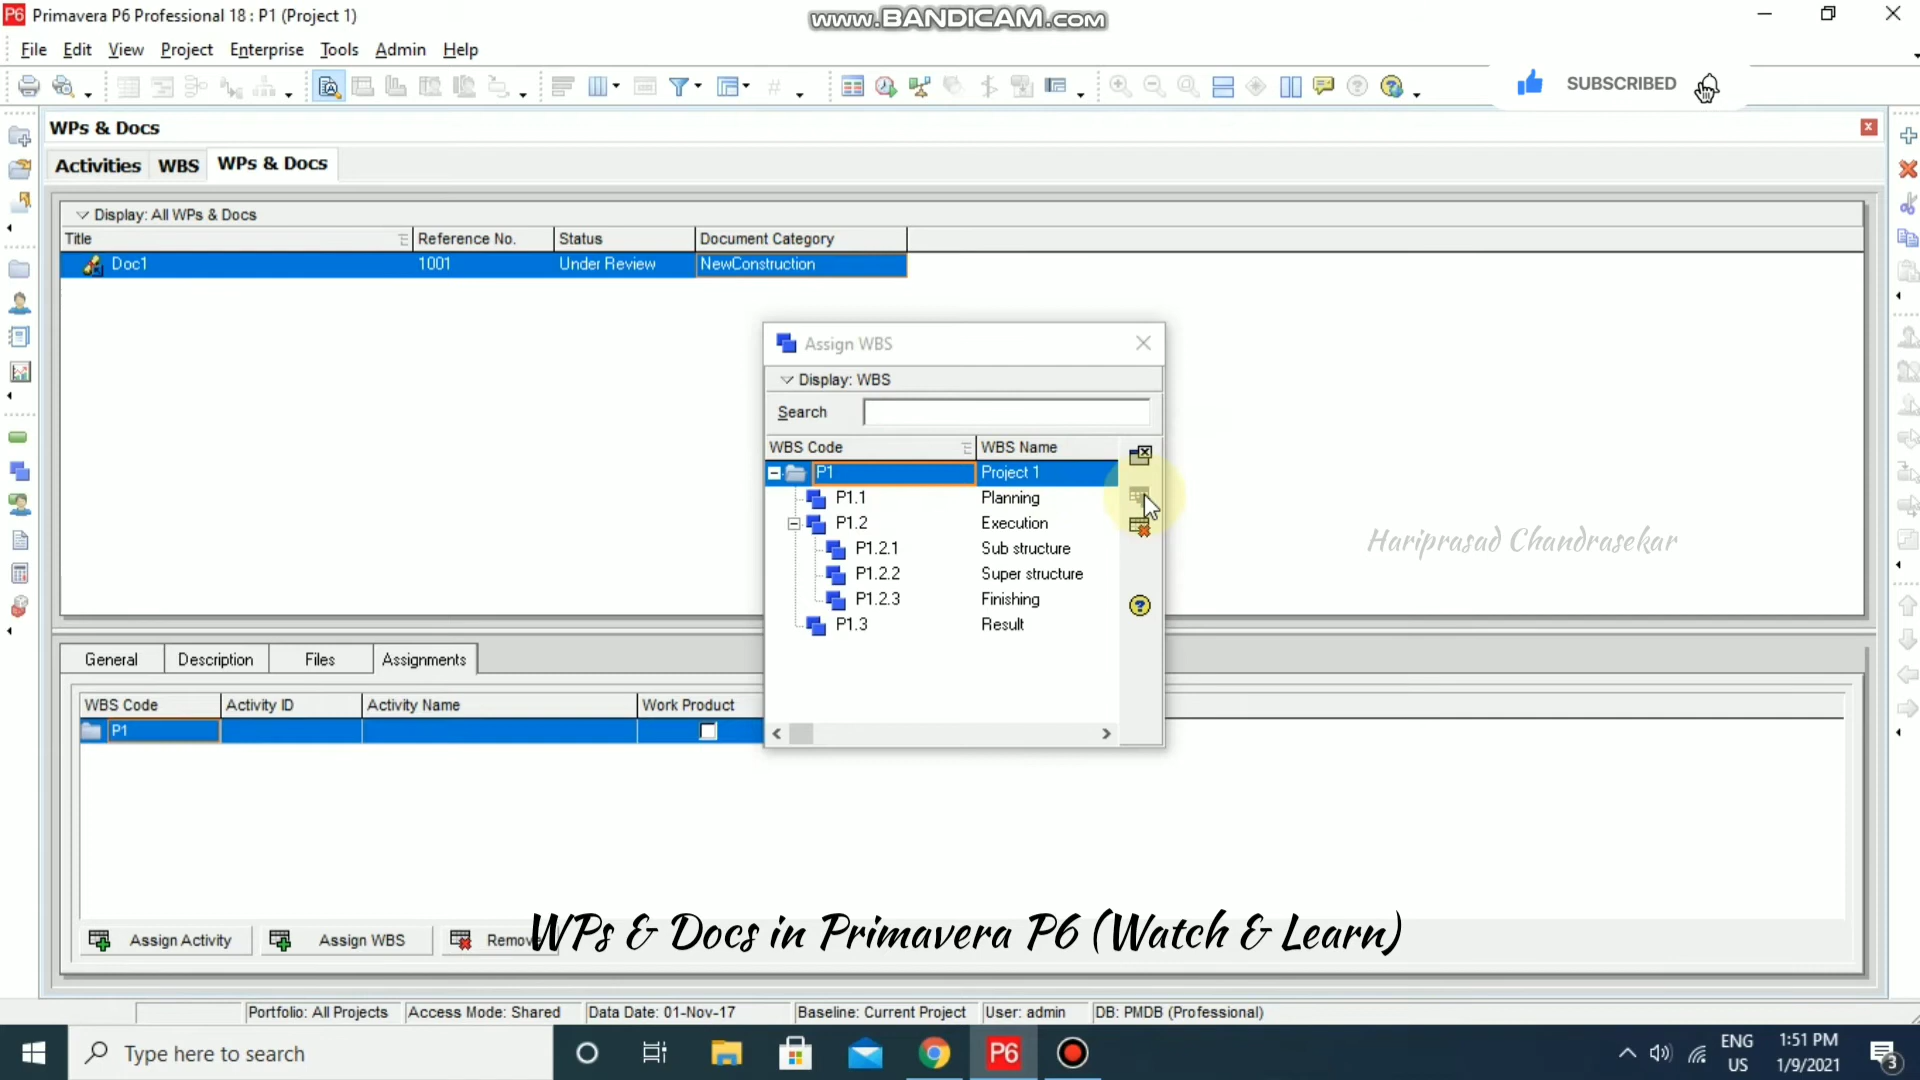 P6 Primavera P6 Professional 18 : P1 (Project 1)
www.BANDICAM.com
File Edit View Project Enterprise Tools Admin Help
SUBSCRIBED
WPs & Docs
Activities WBS WPs & Docs
Display: All WPs & Docs
Title Reference No. Status Document Category
Doc1 1001 Under Review NewConstruction
Assign WBS
Display: WBS
Search
WBS Code WBS Name
P1 Project 1
P1.1 Planning
P1.2 Execution
P1.2.1 Sub structure
P1.2.2 Super structure
P1.2.3 Finishing
P1.3 Result
Hariprasad Chandrasekar
General Description Files Assignments
WBS Code Activity ID Activity Name Work Product
P1
Assign Activity Assign WBS Remove
WPs & Docs in Primavera P6 (Watch & Learn)
Portfolio: All Projects Access Mode: Shared Data Date: 01-Nov-17 Baseline: Current Project User: admin DB: PMDB (Professional)
Type here to search
P6
ENG
US
1:51 PM
1/9/2021
3